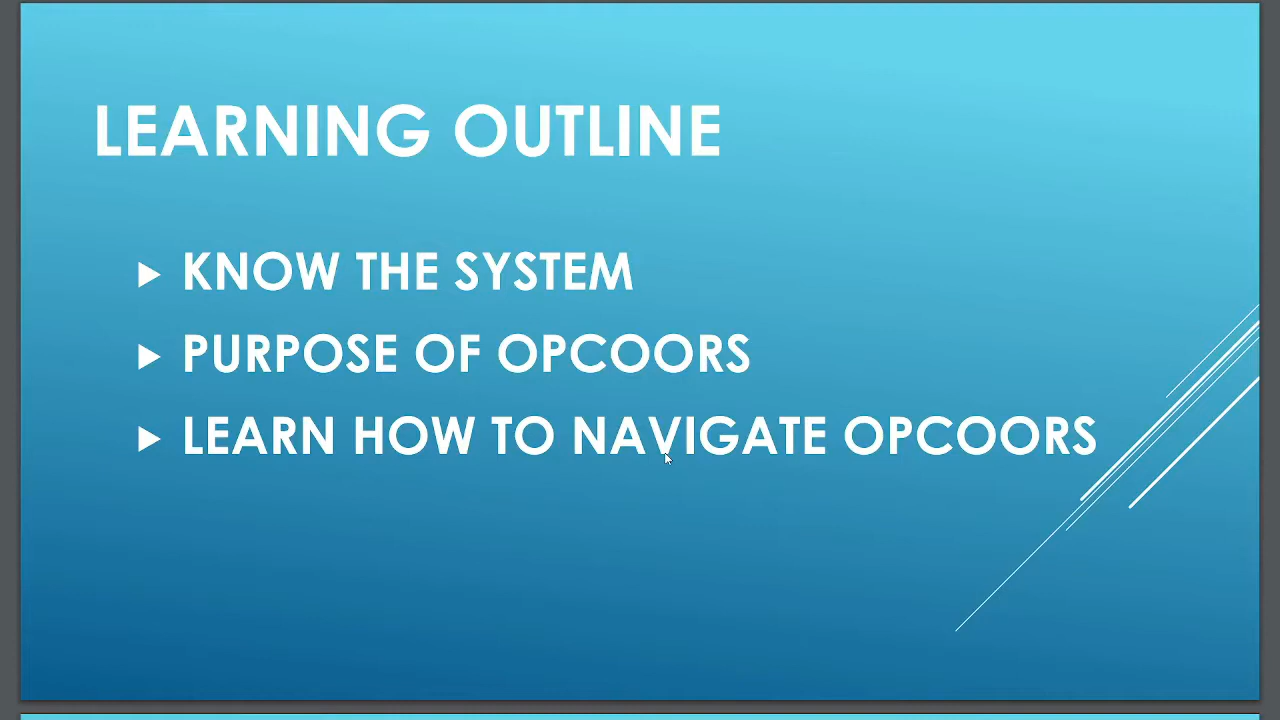 LEARNING OUTLINE
KNOW THE SYSTEM
PURPOSE OF OPCOORS
LEARN HOW TO NAVIGATE OPCOORS